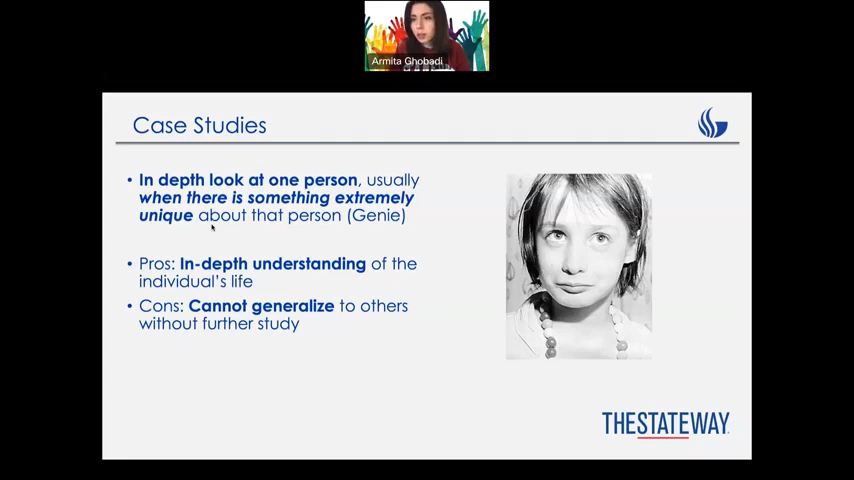 Armita Ghobadi
Case Studies
• In depth look at one person, usually
when there is something extremely
unique about that person (Genie)
• Pros: In-depth understanding of the
individual's life
• Cons: Cannot generalize to others
without further study
THESTATEWAY.